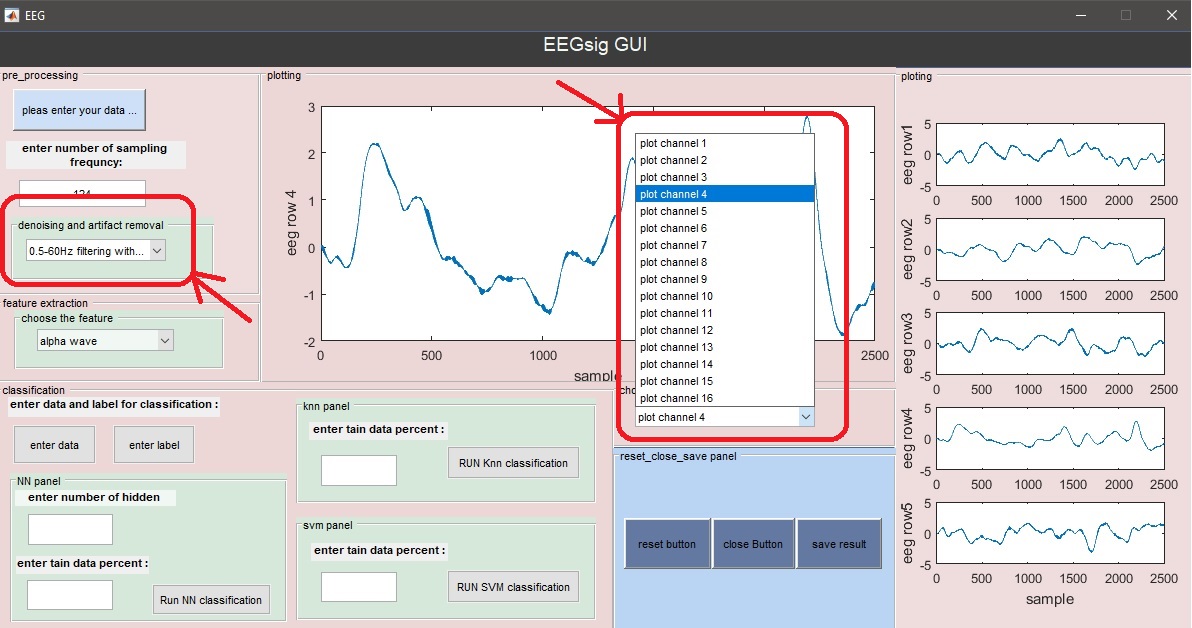 EEG
EEGsig GUI
pre_processing
pleas enter your data ...
enter number of sampling
frequncy:
denoising and artifact removal
0.5-60Hz filtering with...
feature extraction
choose the feature
alpha wave
plotting
3
2
1
0
-1
-2
eeg row 4
0
500
1000
2500
sample
plot channel 1
plot channel 2
plot channel 3
plot channel 4
plot channel 5
plot channel 6
plot channel 7
plot channel 8
plot channel 9
plot channel 10
plot channel 11
plot channel 12
plot channel 13
plot channel 14
plot channel 15
plot channel 16
plot channel 4
classification
enter data and label for classification :
enter data
enter label
NN panel
enter number of hidden
enter tain data percent :
Run NN classification
knn panel
enter tain data percent :
RUN Knn classification
svm panel
enter tain data percent :
RUN SVM classification
reset_close_save panel
reset button
close Button
save result
ploting
eeg row1
5
0
-5
0 500 1000 1500 2000 2500
eeg row2
5
0
-5
0 500 1000 1500 2000 2500
eeg row3
5
0
-5
0 500 1000 1500 2000 2500
eeg row4
5
0
-5
0 500 1000 1500 2000 2500
eeg row5
5
0
-5
0 500 1000 1500 2000 2500
sample